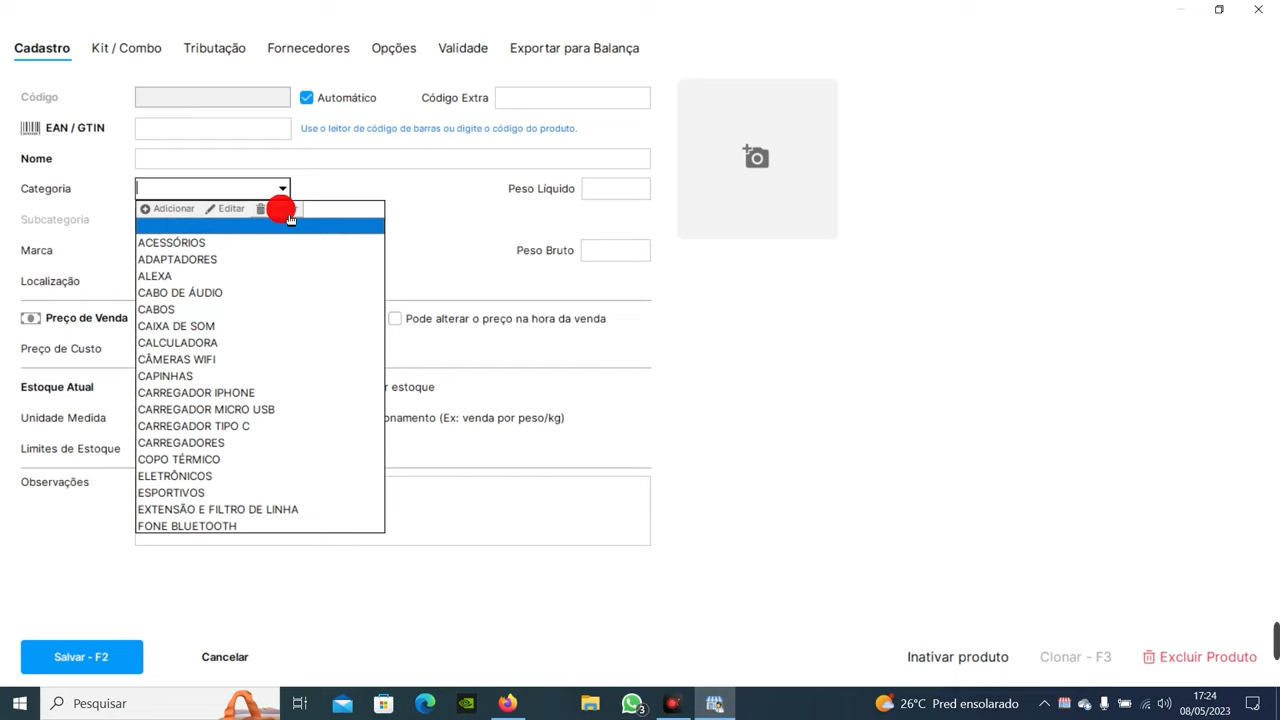 Cadastro Kit / Combo Tributação Fornecedores Opções Validade Exportar para Balança
Código Automático Código Extra
EAN / GTIN Use o leitor de código de barras ou digite o código do produto.
Nome
Categoria Peso Líquido
Adicionar Editar
Subcategoria
ACESSÓRIOS
Marca Peso Bruto
ADAPTADORES
ALEXA
Localização
CABO DE ÁUDIO
CABOS
Preço de Venda Pode alterar o preço na hora da venda
CAIXA DE SOM
CALCULADORA
Preço de Custo
CÂMERAS WIFI
CAPINHAS
Estoque Atual estoque
CARREGADOR IPHONE
CARREGADOR MICRO USB
Unidade Medida onamento (Ex: venda por peso/kg)
CARREGADOR TIPO C
CARREGADORES
Limites de Estoque
COPO TÉRMICO
ELETRÔNICOS
Observações
ESPORTIVOS
EXTENSÃO E FILTRO DE LINHA
FONE BLUETOOTH
Salvar - F2 Cancelar Inativar produto Clonar - F3 Excluir Produto
Pesquisar 3 26°C Pred ensolarado 17:24
08/05/2023